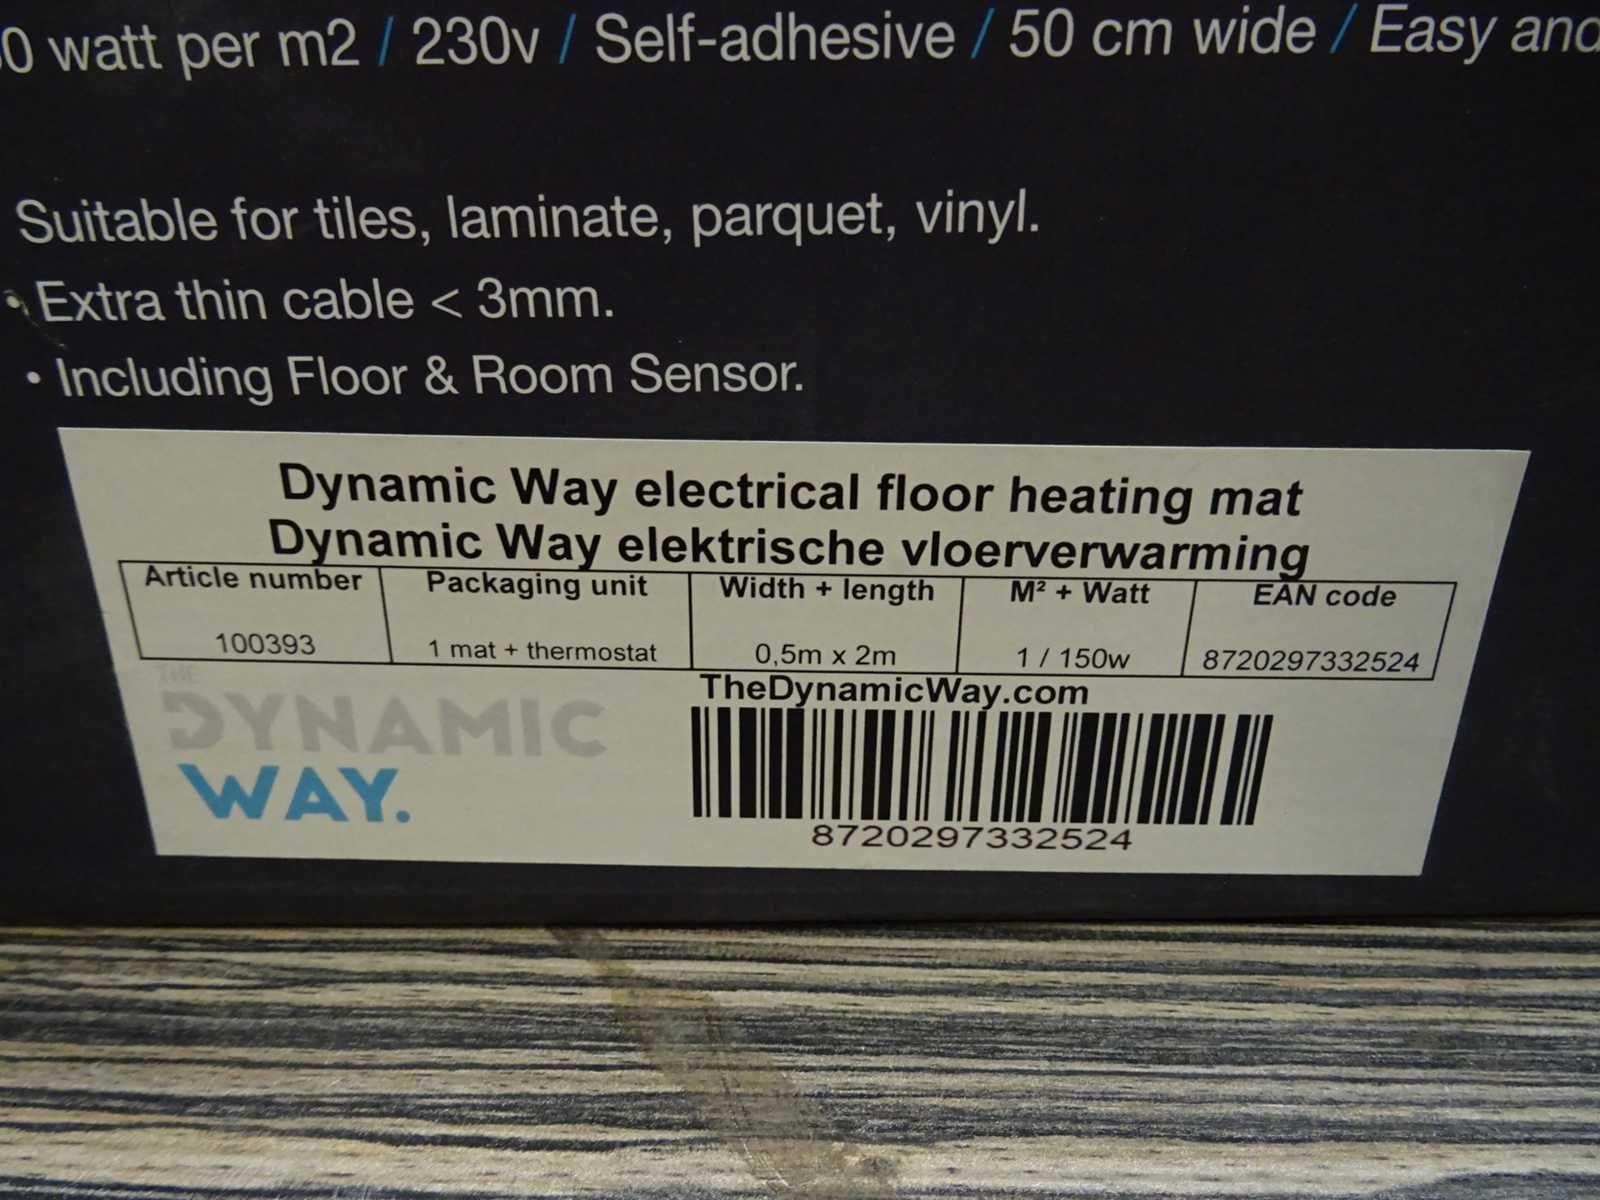 0 watt per m2 / 230v / Self-adhesive / 50 cm wide / Easy and
Suitable for tiles, laminate, parquet, vinyl.
• Extra thin cable < 3mm.
• Including Floor & Room Sensor.
Dynamic Way electrical floor heating mat
Dynamic Way elektrische vloerverwarming
Article number Packaging unit Width + length M² + Watt EAN code
100393 1 mat + thermostat 0,5m x 2m 1 / 150w 8720297332524
TheDynamicWay.com
THE
DYNAMIC
WAY.
8720297332524